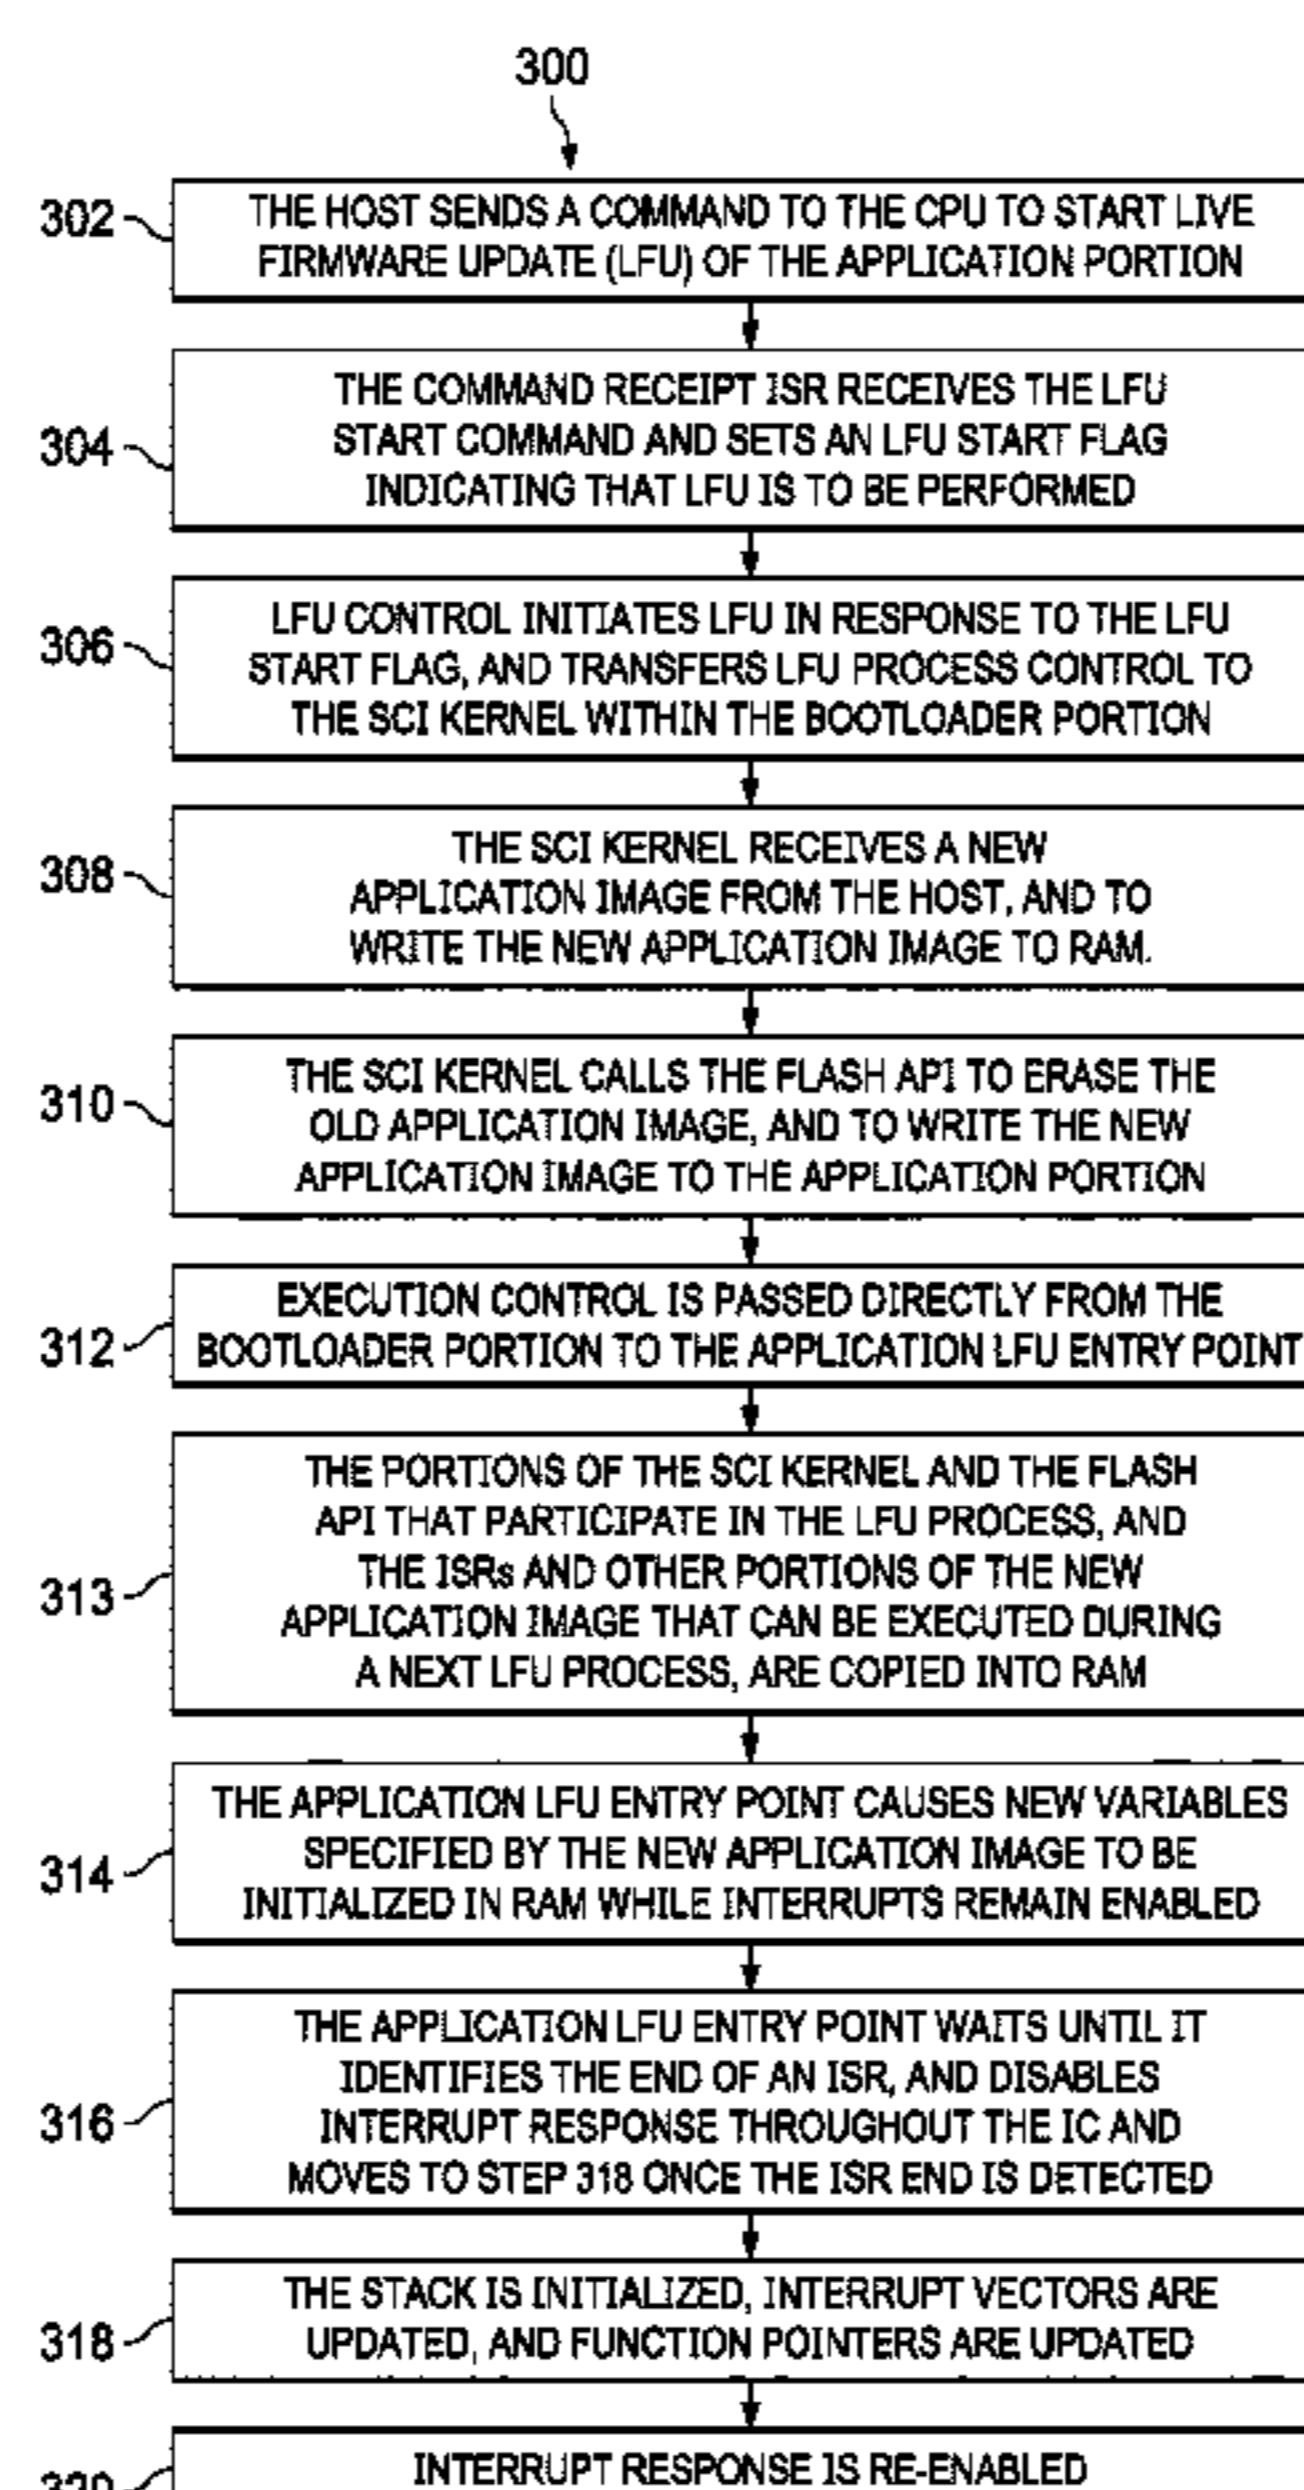 300
302
THE HOST SENDS A COMMAND TO THE CPU TO START LIVE
FIRMWARE UPDATE (LFU) OF THE APPLICATION PORTION
304
THE COMMAND RECEIPT ISR RECEIVES THE LFU
START COMMAND AND SETS AN LFU START FLAG
INDICATING THAT LFU IS TO BE PERFORMED
306
LFU CONTROL INITIATES LFU IN RESPONSE TO THE LFU
START FLAG, AND TRANSFERS LFU PROCESS CONTROL TO
THE SCI KERNEL WITHIN THE BOOTLOADER PORTION
308
THE SCI KERNEL RECEIVES A NEW
APPLICATION IMAGE FROM THE HOST, AND TO
WRITE THE NEW APPLICATION IMAGE TO RAM.
310
THE SCI KERNEL CALLS THE FLASH API TO ERASE THE
OLD APPLICATION IMAGE, AND TO WRITE THE NEW
APPLICATION IMAGE TO THE APPLICATION PORTION
312
EXECUTION CONTROL IS PASSED DIRECTLY FROM THE
BOOTLOADER PORTION TO THE APPLICATION LFU ENTRY POINT
313
THE PORTIONS OF THE SCI KERNEL AND THE FLASH
API THAT PARTICIPATE IN THE LFU PROCESS, AND
THE ISRs AND OTHER PORTIONS OF THE NEW
APPLICATION IMAGE THAT CAN BE EXECUTED DURING
A NEXT LFU PROCESS, ARE COPIED INTO RAM
314
THE APPLICATION LFU ENTRY POINT CAUSES NEW VARIABLES
SPECIFIED BY THE NEW APPLICATION IMAGE TO BE
INITIALIZED IN RAM WHILE INTERRUPTS REMAIN ENABLED
316
THE APPLICATION LFU ENTRY POINT WAITS UNTIL IT
IDENTIFIES THE END OF AN ISR, AND DISABLES
INTERRUPT RESPONSE THROUGHOUT THE IC AND
MOVES TO STEP 318 ONCE THE ISR END IS DETECTED
318
THE STACK IS INITIALIZED, INTERRUPT VECTORS ARE
UPDATED, AND FUNCTION POINTERS ARE UPDATED
INTERRUPT RESPONSE IS RE-ENABLED